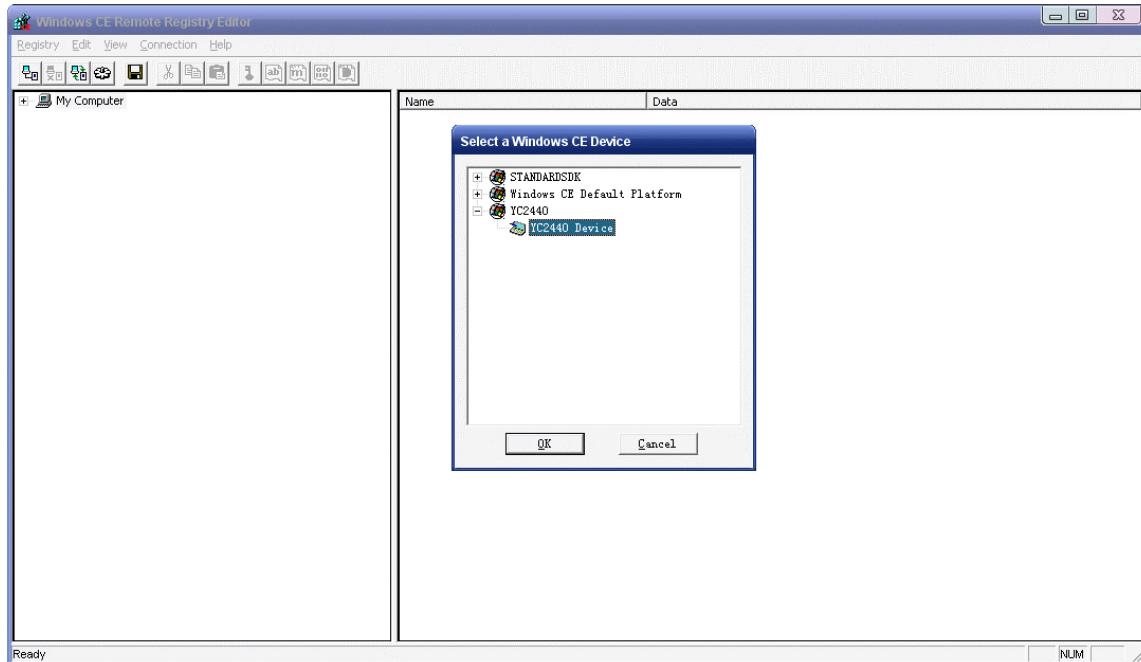 Windows CE Remote Registry Editor
Registry Edit View Connection Help
My Computer
Name Data
Select a Windows CE Device
STANDARDSDK
Windows CE Default Platform
YC2440
YC2440 Device
OK Cancel
Ready NUM